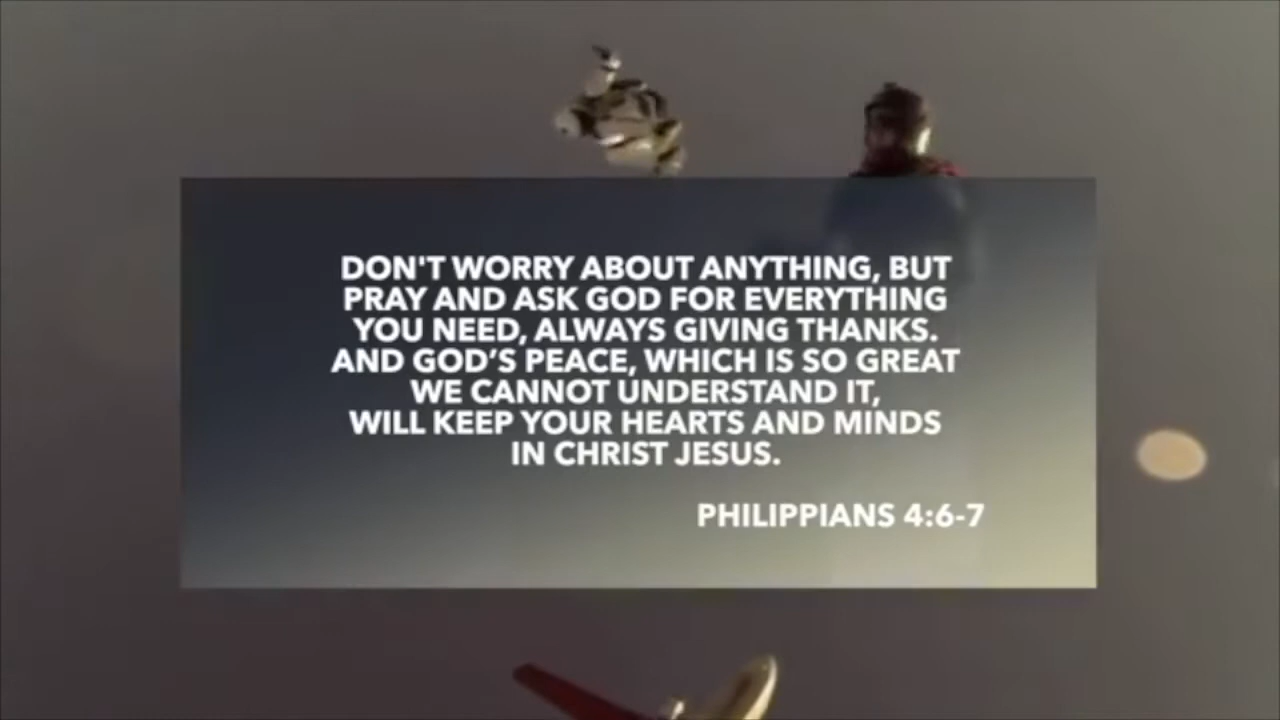 DON'T WORRY ABOUT ANYTHING, BUT
PRAY AND ASK GOD FOR EVERYTHING
YOU NEED, ALWAYS GIVING THANKS.
AND GOD’S PEACE, WHICH IS SO GREAT
WE CANNOT UNDERSTAND IT,
WILL KEEP YOUR HEARTS AND MINDS
IN CHRIST JESUS.
PHILIPPIANS 4:6-7